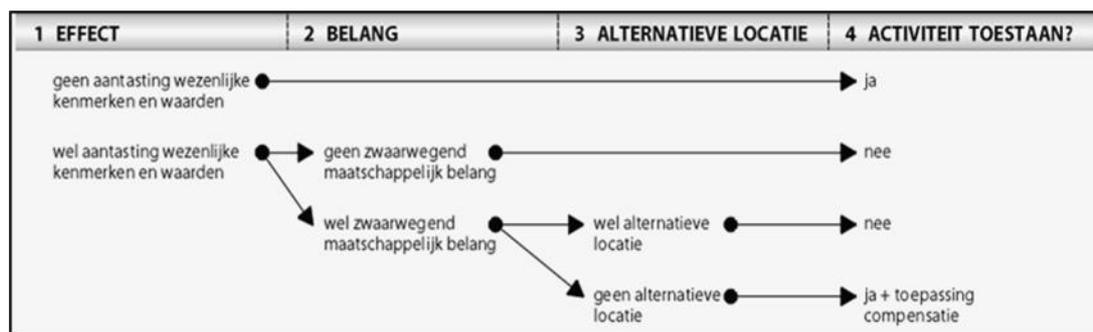 1 EFFECT 2 BELANG 3 ALTERNATIEVE LOCATIE 4 ACTIVITEIT TOESTAAN?
geen aantasting wezenlijke
kenmerken en waarden
ja
wel aantasting wezenlijke
kenmerken en waarden
geen zwaarwegend
maatschappelijk belang
nee
wel zwaarwegend
maatschappelijk belang
wel alternatieve
locatie
nee
geen alternatieve
locatie
ja + toepassing
compensatie